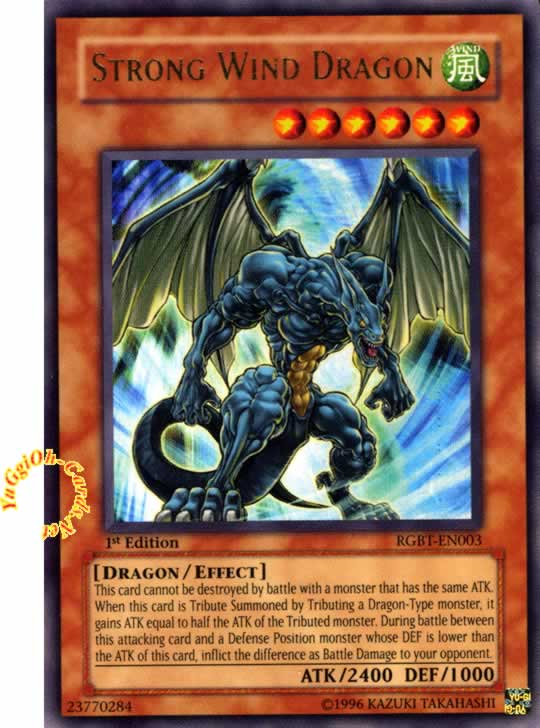 STRONG WIND DRAGON
WIND
風
YuGgiOh-Cards.Net
1st Edition
RGBT-EN003
[DRAGON/EFFECT]
This card cannot be destroyed by battle with a monster that has the same ATK.
When this card is Tribute Summoned by Tributing a Dragon-Type monster, it
gains ATK equal to half the ATK of the Tributed monster. During battle between
this attacking card and a Defense Position monster whose DEF is lower than
the ATK of this card, inflict the difference as Battle Damage to your opponent.
ATK/2400 DEF/1000
23770284
©1996 KAZUKI TAKAHASHI